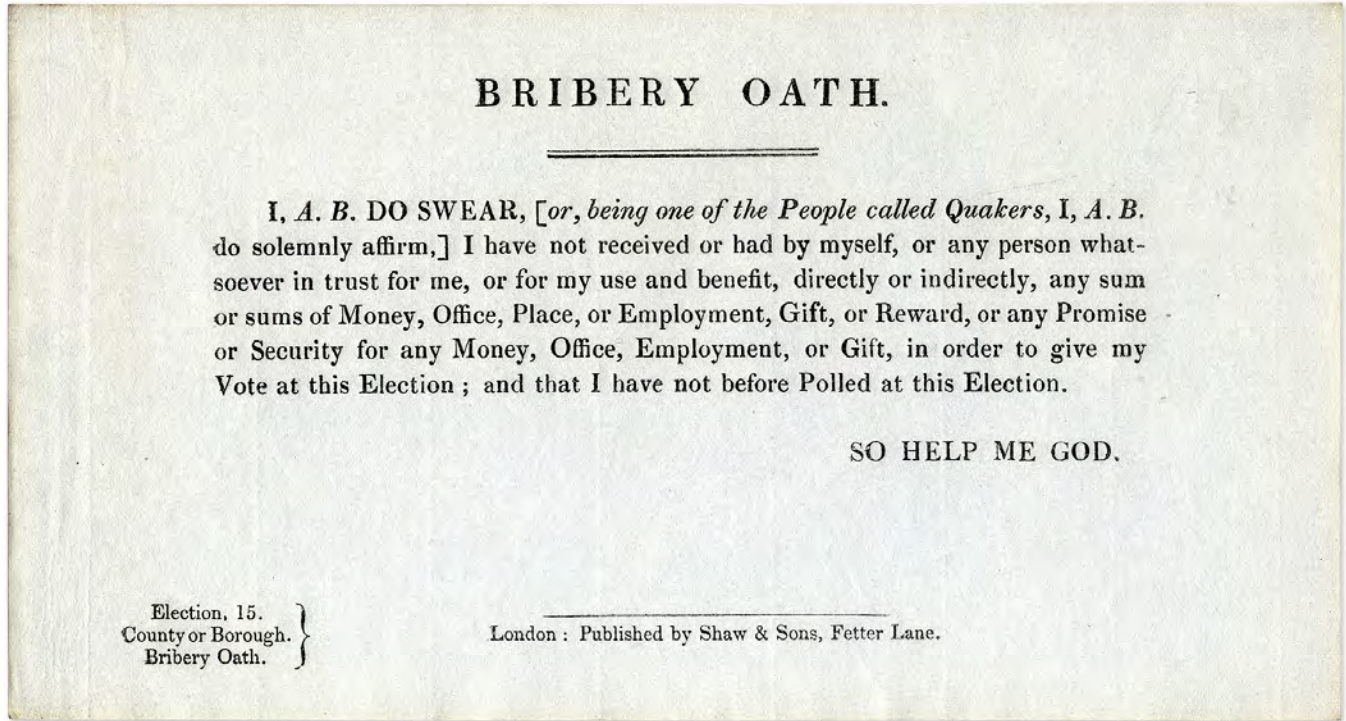 BRIBERY OATH.
I, A. B. DO SWEAR, [or, being one of the People called Quakers, I, A. B.
do solemnly affirm,] I have not received or had by myself, or any person what-
soever in trust for me, or for my use and benefit, directly or indirectly, any sum
or sums of Money, Office, Place, or Employment, Gift, or Reward, or any Promise
or Security for any Money, Office, Employment, or Gift, in order to give my
Vote at this Election ; and that I have not before Polled at this Election.
SO HELP ME GOD.
Election, 15.
County or Borough.
Bribery Oath.
London : Published by Shaw & Sons, Fetter Lane.